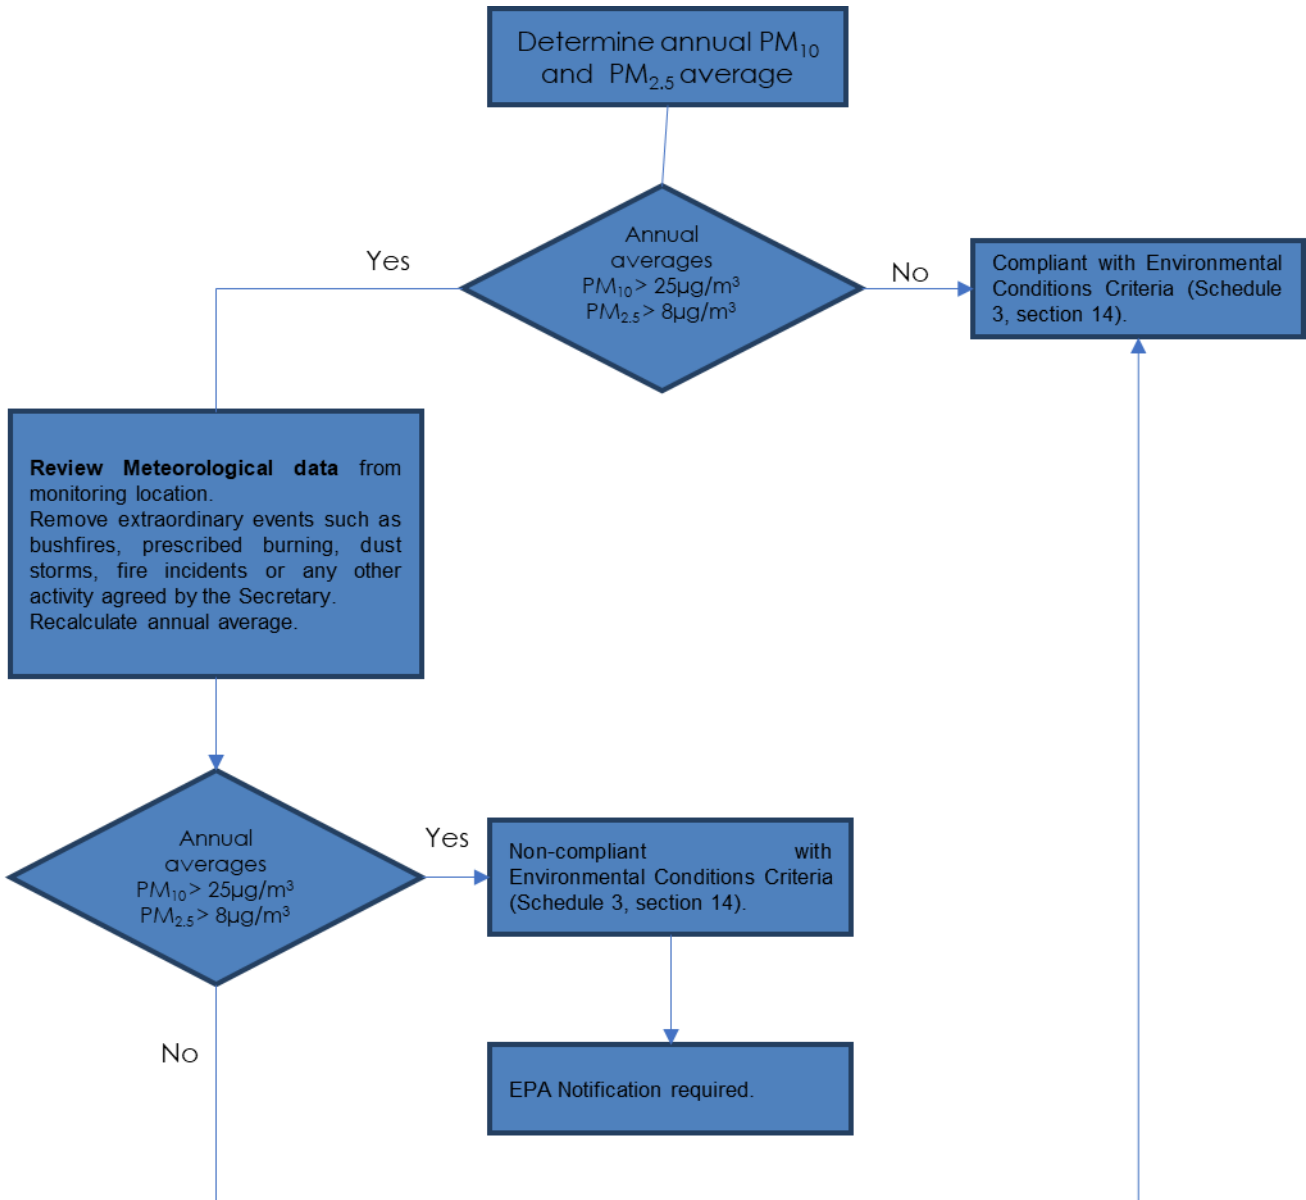 Determine annual PM₁₀
and PM₂.₅ average
Annual
averages
PM₁₀ > 25µg/m³
PM₂.₅ > 8µg/m³
Yes
No
Compliant with Environmental
Conditions Criteria (Schedule
3, section 14).
Review Meteorological data from
monitoring location.
Remove extraordinary events such as
bushfires, prescribed burning, dust
storms, fire incidents or any other
activity agreed by the Secretary.
Recalculate annual average.
Annual
averages
PM₁₀ > 25µg/m³
PM₂.₅ > 8µg/m³
Yes
Non-compliant with
Environmental Conditions Criteria
(Schedule 3, section 14).
No
EPA Notification required.